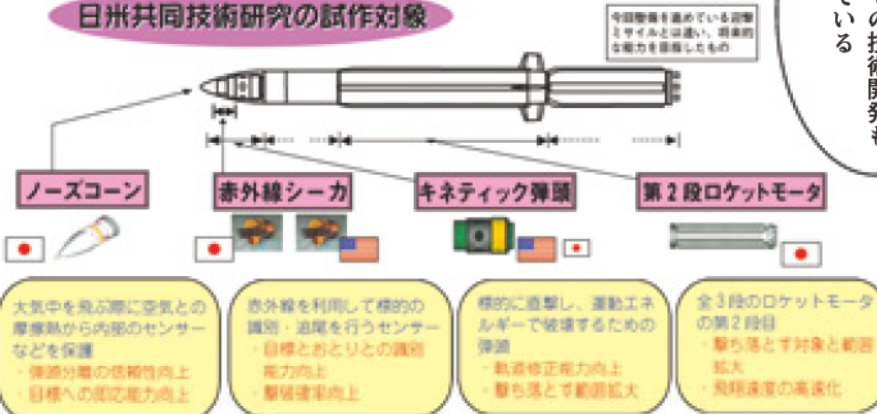 日米共同技術研究の試作対象
今回整備を進めている迎撃
ミサイルとは違い、将来的
な能力を目指したもの
の技術開発も
ている
ノーズコーン
赤外線シーカ
キネティック弾頭
第2段ロケットモータ
大気中を飛ぶ際に空気との
摩擦熱から内部のセンサー
などを保護
・弾頭分離の信頼性向上
・目標への即応能力向上
赤外線を利用して標的の
識別・追尾を行うセンサー
・目標とおとりとの識別
能力向上
・撃破確率向上
標的に直撃し、運動エネ
ルギーで破壊するための
弾頭
・軌道修正能力向上
・撃ち落とす範囲拡大
全3段のロケットモータ
の第2段目
・撃ち落とす対象と範囲
拡大
・飛翔速度の高速化